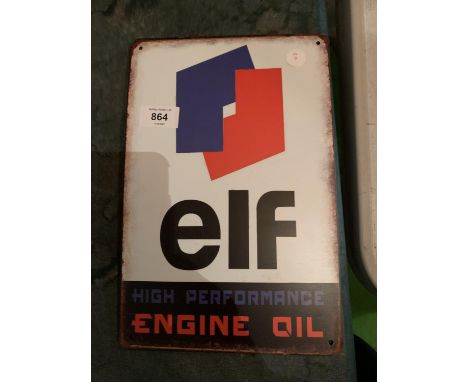 864
elf
HIGH PERFORMANCE
ENGINE OIL